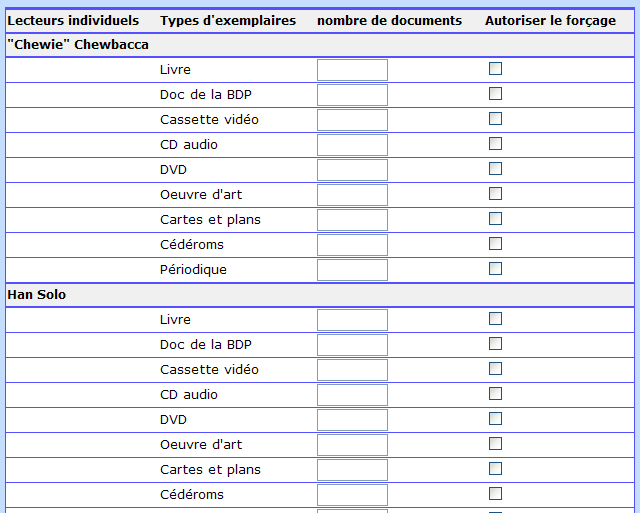 Lecteurs individuels Types d'exemplaires nombre de documents Autoriser le forçage
"Chewie" Chewbacca
Livre
Doc de la BDP
Cassette vidéo
CD audio
DVD
Oeuvre d'art
Cartes et plans
Cédéroms
Périodique
Han Solo
Livre
Doc de la BDP
Cassette vidéo
CD audio
DVD
Oeuvre d'art
Cartes et plans
Cédéroms